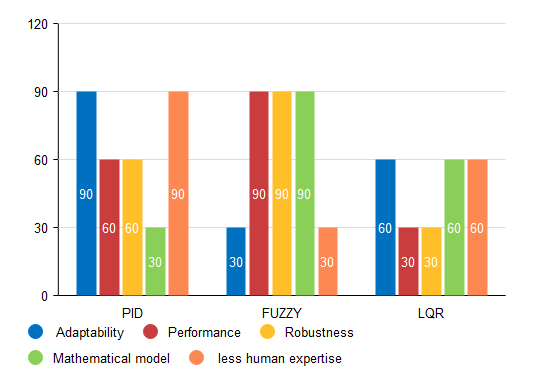 120
90
60
30
0
90 60 60 30 90 30 90 90 90 30 60 30 30 60 60
PID FUZZY LQR
Adaptability Performance Robustness
Mathematical model less human expertise